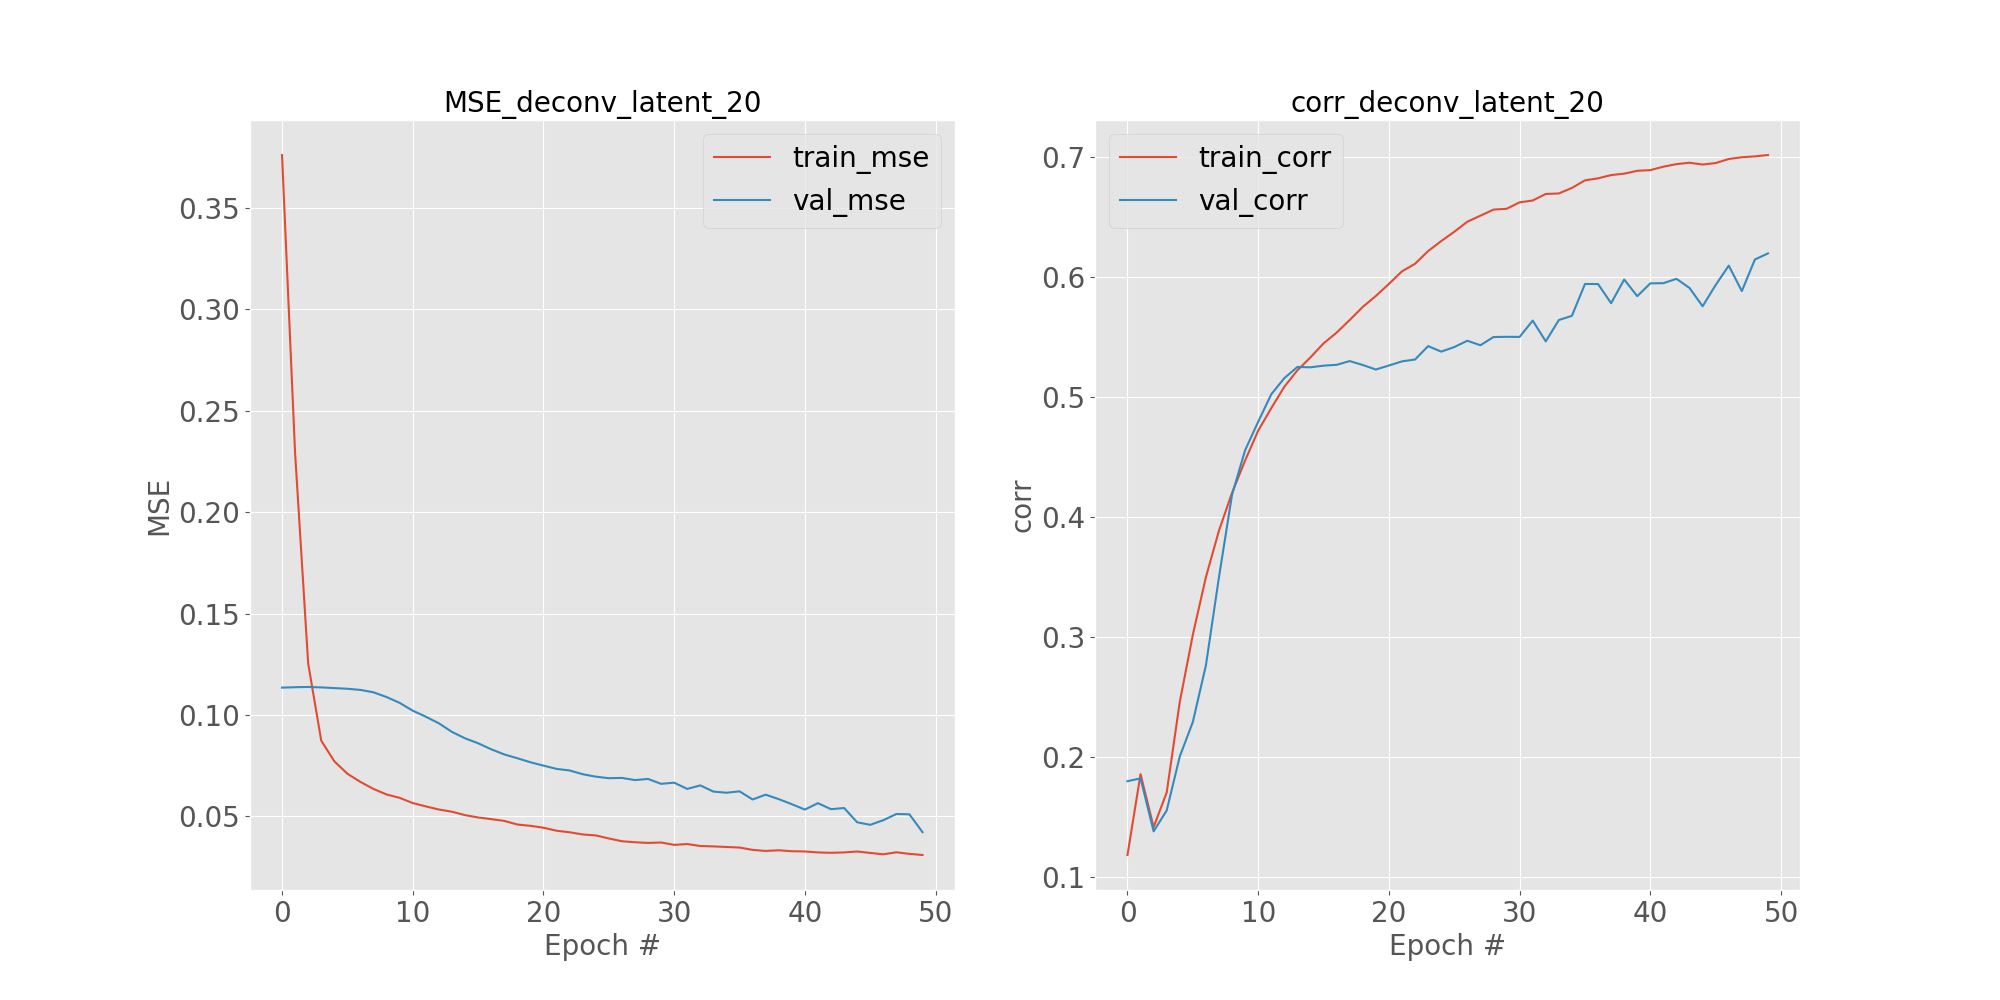 MSE_deconv_latent_20
train_mse
val_mse
0.35
0.30
0.25
0.20
0.15
0.10
0.05
MSE
0 10 20 30 40 50
Epoch #
corr_deconv_latent_20
train_corr
val_corr
0.7
0.6
0.5
0.4
0.3
0.2
0.1
corr
0 10 20 30 40 50
Epoch #